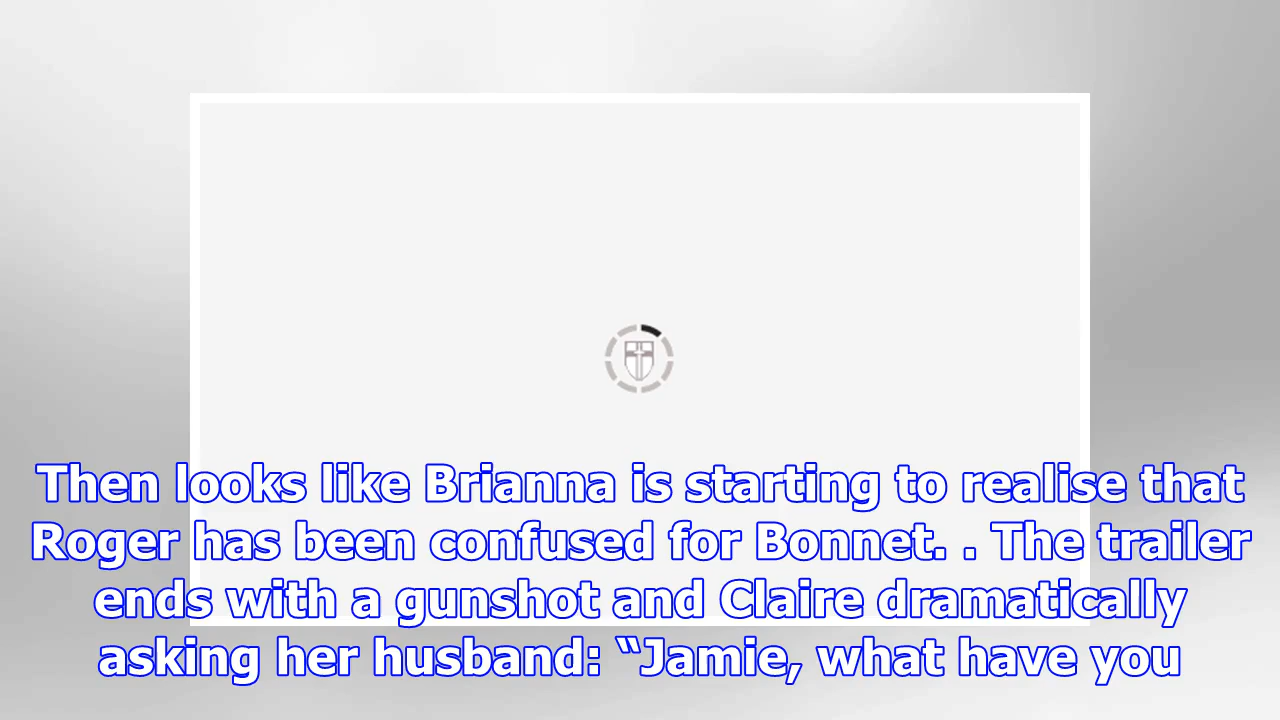 Then looks like Brianna is starting to realise that
Roger has been confused for Bonnet. . The trailer
ends with a gunshot and Claire dramatically
asking her husband: “Jamie, what have you